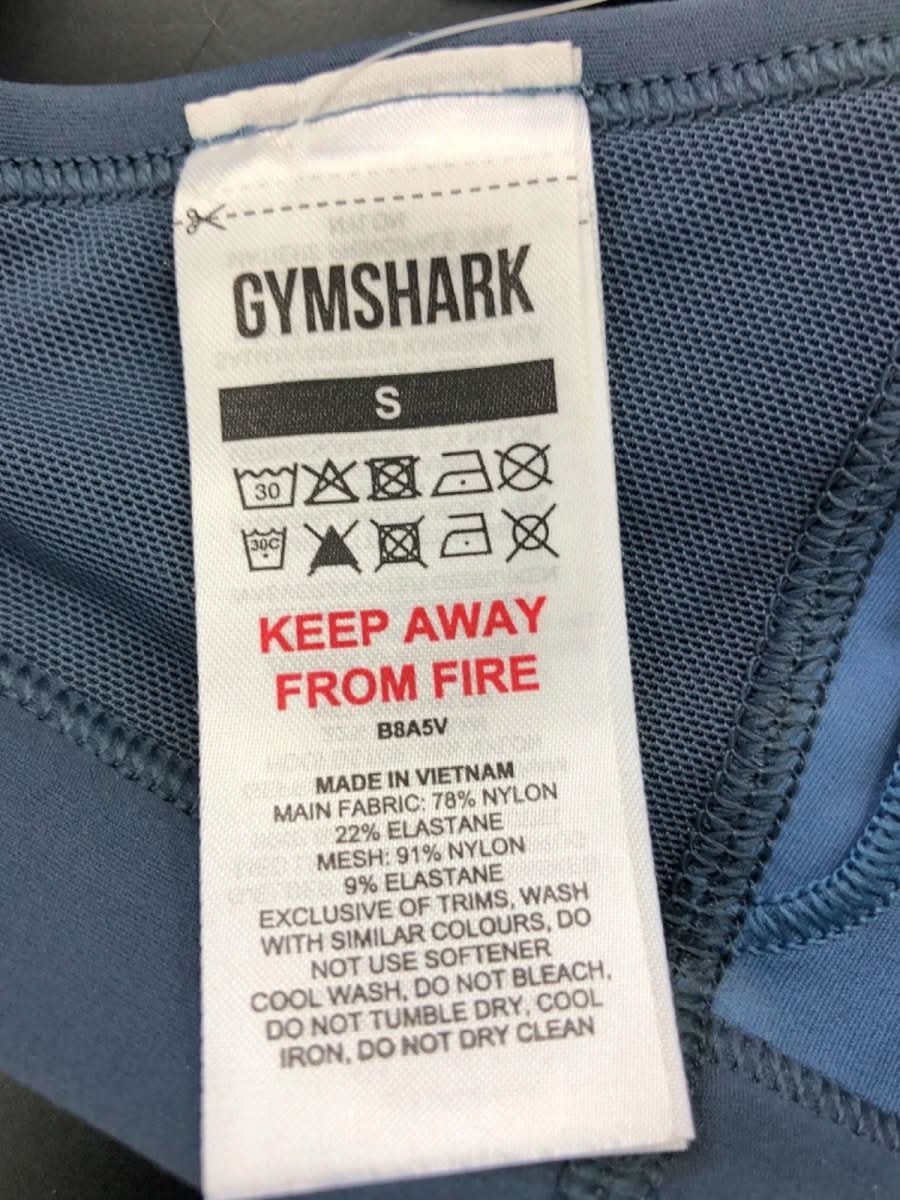 GYMSHARK
S
30
30C
KEEP AWAY
FROM FIRE
B8A5V
MADE IN VIETNAM
MAIN FABRIC: 78% NYLON
22% ELASTANE
MESH: 91% NYLON
9% ELASTANE
EXCLUSIVE OF TRIMS, WASH
WITH SIMILAR COLOURS, DO
NOT USE SOFTENER
COOL WASH, DO NOT BLEACH,
DO NOT TUMBLE DRY, COOL
IRON, DO NOT DRY CLEAN